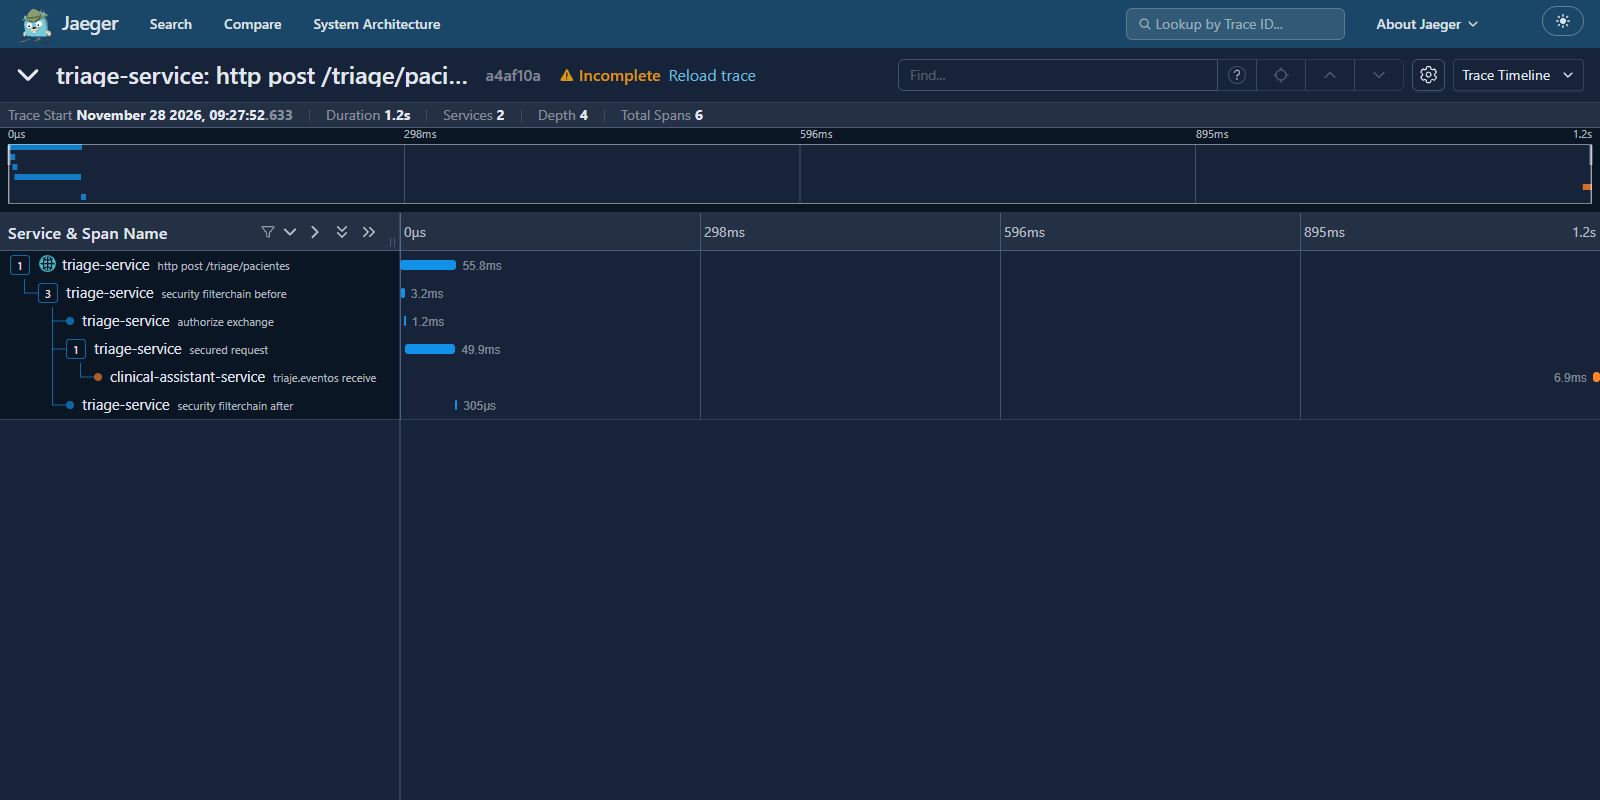 Jaeger Search Compare System Architecture Lookup by Trace ID... About Jaeger
triage-service: http post /triage/paci... a4af10a Incomplete Reload trace Find... ? Trace Timeline
Trace Start November 28 2026, 09:27:52.633 Duration 1.2s Services 2 Depth 4 Total Spans 6
0μs 298ms 596ms 895ms 1.2s
Service & Span Name 0μs 298ms 596ms 895ms 1.2s
1 triage-service http post /triage/pacientes 55.8ms
3 triage-service security filterchain before 3.2ms
triage-service authorize exchange 1.2ms
1 triage-service secured request 49.9ms
clinical-assistant-service triaje.eventos receive 6.9ms
triage-service security filterchain after 305μs